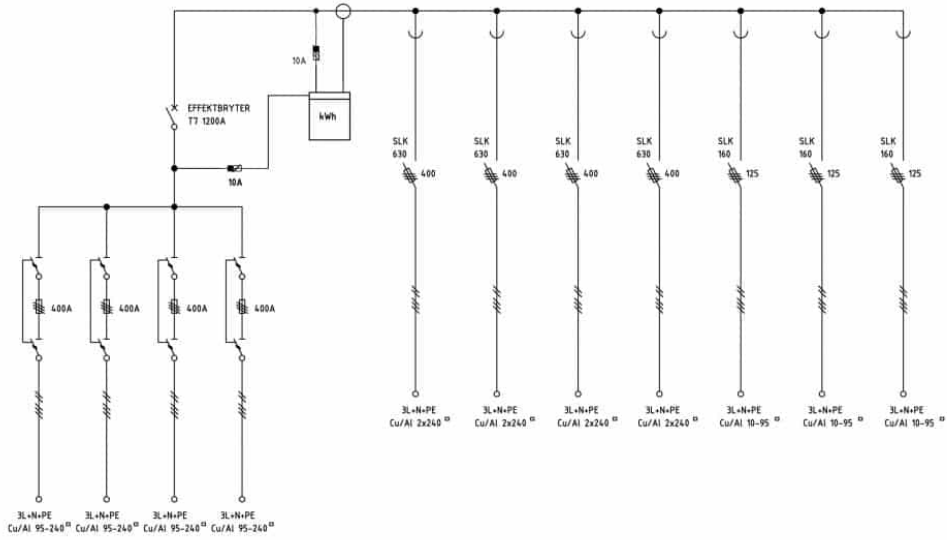 10A
EFFEKTBRYTER
T7 1200A
kWh
10A
SLK
630
400
SLK
630
400
SLK
630
400
SLK
630
400
SLK
160
125
SLK
160
125
SLK
160
125
400A
400A
400A
400A
3L+N+PE
Cu/Al 2x240 □
3L+N+PE
Cu/Al 2x240 □
3L+N+PE
Cu/Al 2x240 □
3L+N+PE
Cu/Al 2x240 □
3L+N+PE
Cu/Al 10-95 □
3L+N+PE
Cu/Al 10-95 □
3L+N+PE
Cu/Al 10-95 □
3L+N+PE
Cu/Al 95-240 □
3L+N+PE
Cu/Al 95-240 □
3L+N+PE
Cu/Al 95-240 □
3L+N+PE
Cu/Al 95-240 □